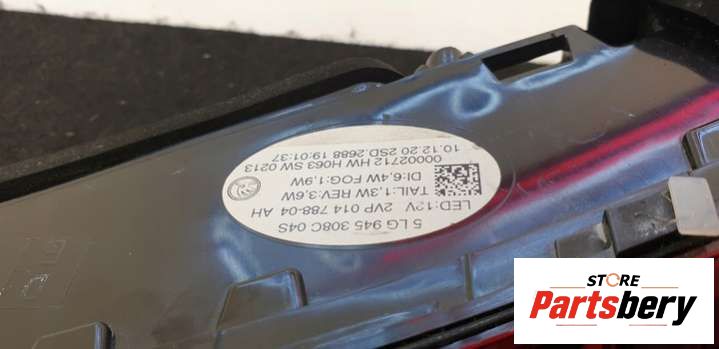 5LG 945 308C 04S
LED:12V 2VP 014 788-04 AH
TAIL:1,3W REV:3,6W
DI:6,4W FOG:1,9W
00002712 HW H063 SW 0213
10.12.20 2SD.2688 19:01:37
STORE
Partsbery